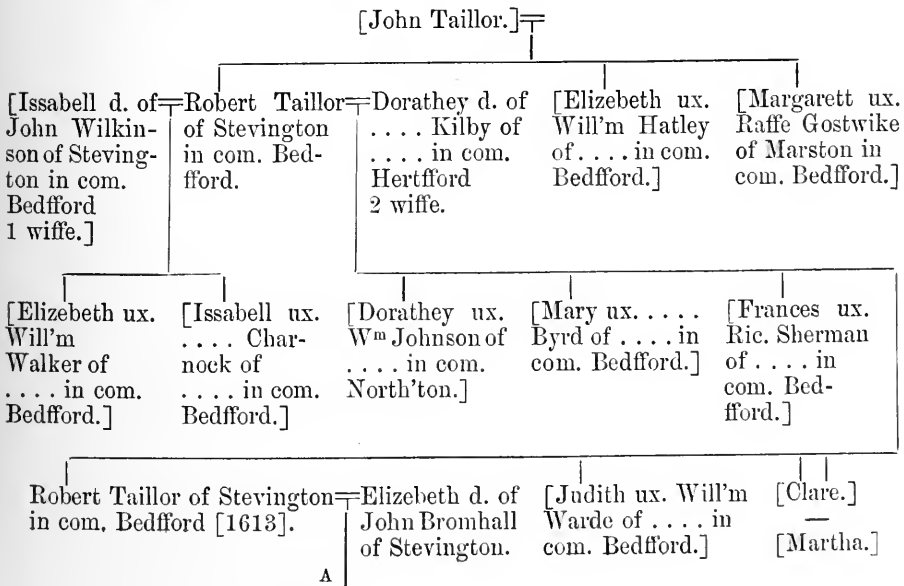 [John Taillor.]
[Issabell d. of
John Wilkin-
son of Steving-
ton in com.
Bedfford
1 wiffe.]
Robert Taillor
of Stevington
in com. Bed-
fford.
Dorathey d. of
. . . . Kilby of
. . . . in com.
Hertfford
2 wiffe.
[Elizebeth ux.
Will'm Hatley
of . . . . in com.
Bedfford.]
[Margarett ux.
Raffe Gostwike
of Marston in
com. Bedfford.]
[Elizebeth ux.
Will'm
Walker of
. . . . in com.
Bedfford.]
[Issabell ux.
. . . . Char-
nock of
. . . . in com.
Bedfford.]
[Dorathey ux.
Wm Johnson of
. . . . in com.
North'ton.]
[Mary ux. . . . .
Byrd of . . . . in
com. Bedfford.]
[Frances ux.
Ric. Sherman
of . . . . in
com. Bed-
fford.]
Robert Taillor of Stevington
in com. Bedfford [1613].
Elizebeth d. of
John Bromhall
of Stevington.
[Judith ux. Will'm
Warde of . . . . in
com. Bedfford.]
[Clare.]
—
[Martha.]
A